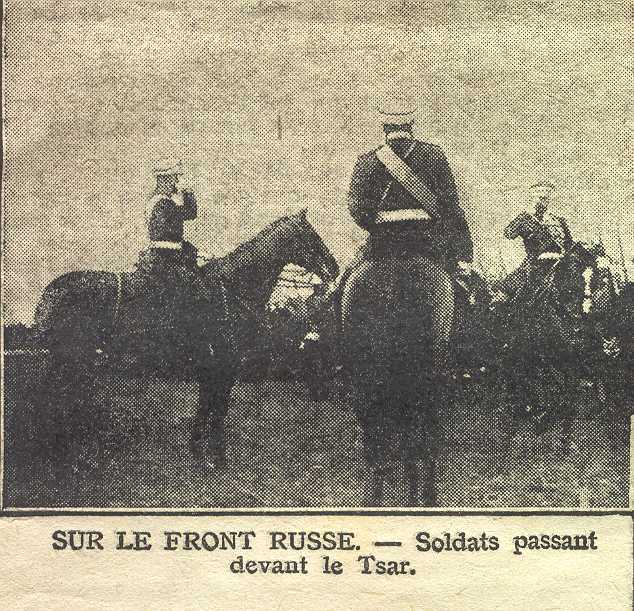 SUR LE FRONT RUSSE. — Soldats passant
devant le Tsar.